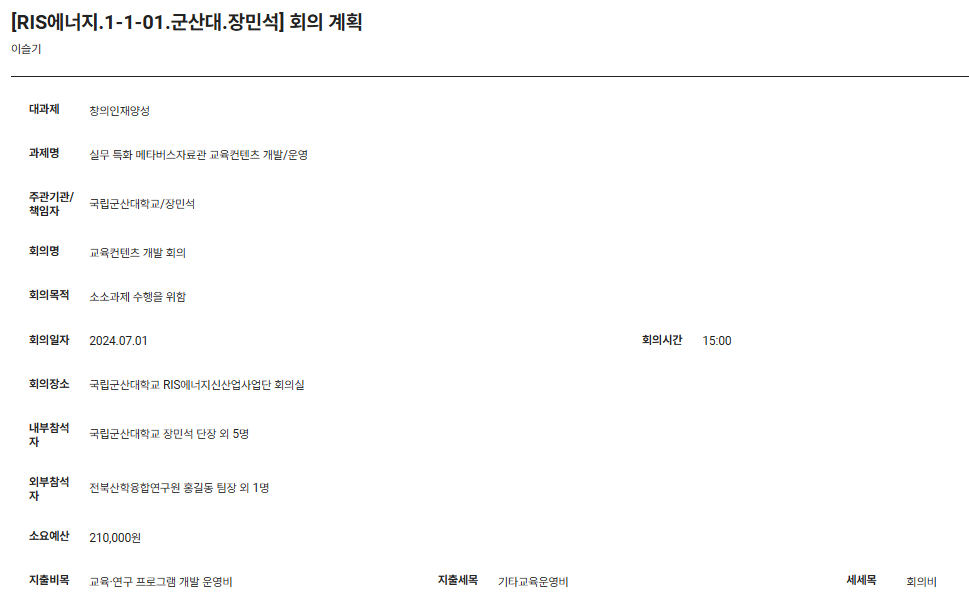 [RIS에너지.1-1-01.군산대.장민석] 회의 계획
이슬기
대과제 창의인재양성
과제명 실무 특화 메타버스자료관 교육컨텐츠 개발/운영
주관기관/
책임자 국립군산대학교/장민석
회의명 교육컨텐츠 개발 회의
회의목적 소소과제 수행을 위함
회의일자 2024.07.01 회의시간 15:00
회의장소 국립군산대학교 RIS에너지신산업사업단 회의실
내부참석
자 국립군산대학교 장민석 단장 외 5명
외부참석
자 전북산학융합연구원 홍길동 팀장 외 1명
소요예산 210,000원
지출비목 교육·연구 프로그램 개발 운영비 지출세목 기타교육운영비 세세목 회의비